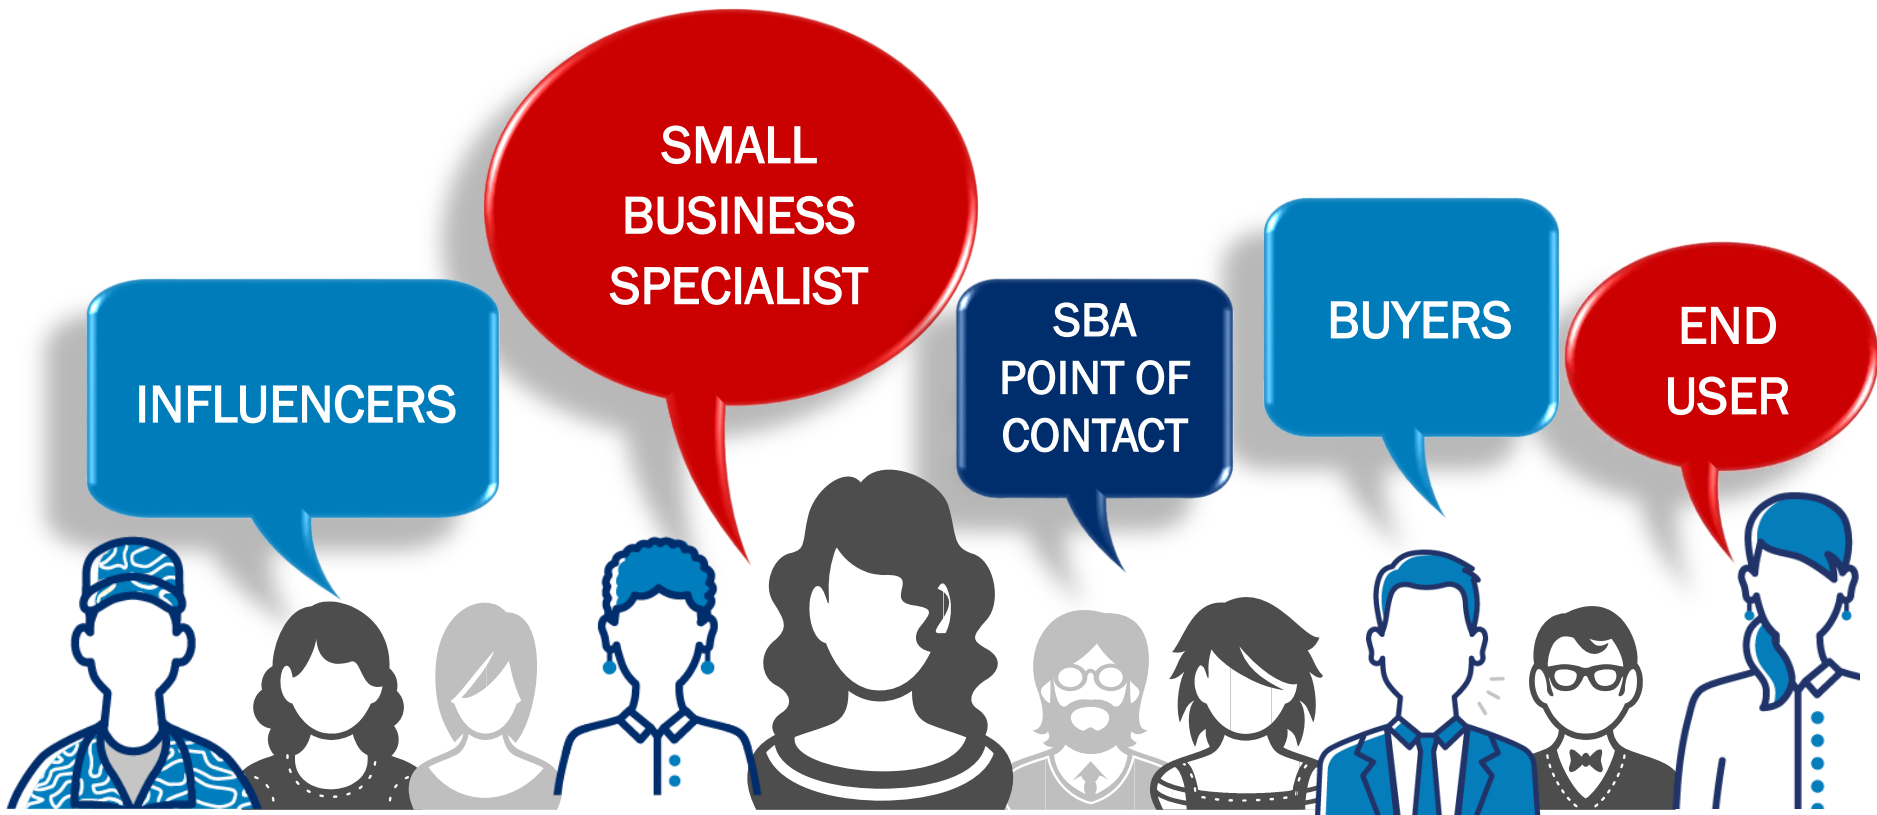 INFLUENCERS
SMALL
BUSINESS
SPECIALIST
SBA
POINT OF
CONTACT
BUYERS
END
USER